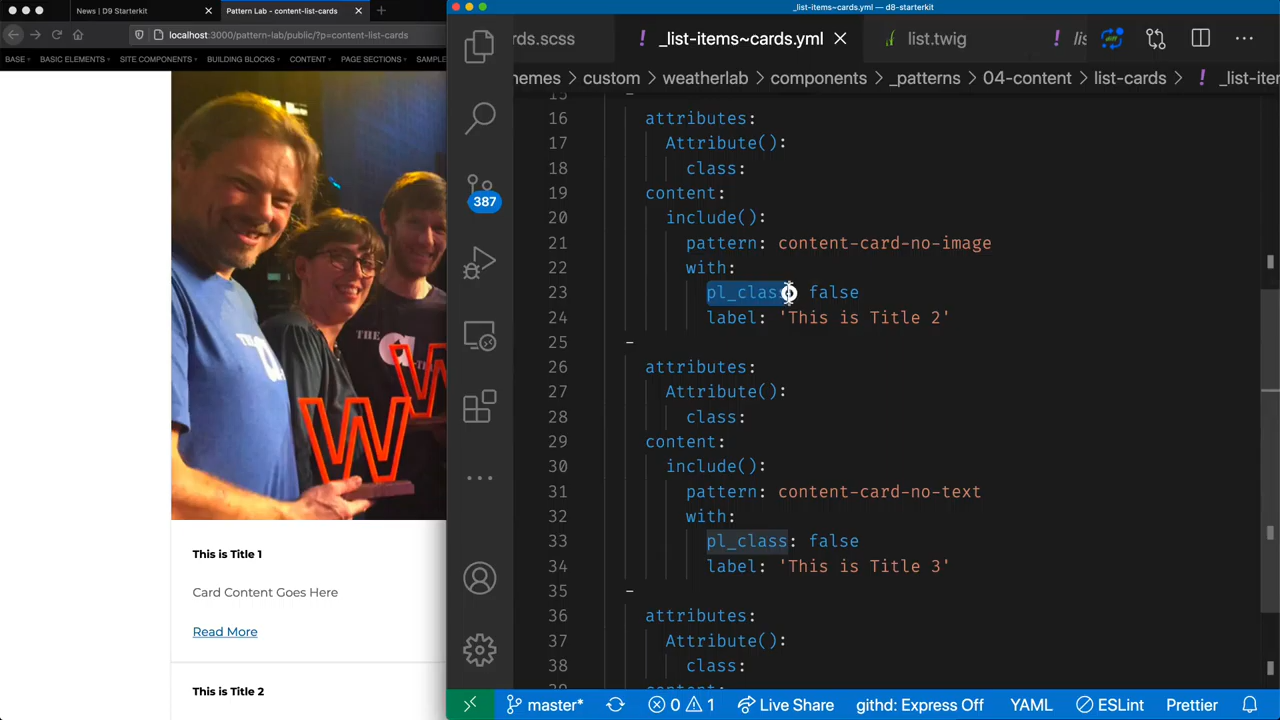 News | D9 Starterkit
Pattern Lab - content-list-cards
localhost:3000/pattern-lab/public/?p=content-list-cards
BASE
BASIC ELEMENTS
SITE COMPONENTS
BUILDING BLOCKS
CONTENT
PAGE SECTIONS
SAMPLE
THE
W
W
This is Title 1
Card Content Goes Here
Read More
This is Title 2
_list-items~cards.yml — d8-starterkit
rds.scss
! _list-items~cards.yml
list.twig
! lis
hemes > custom > weatherlab > components > _patterns > 04-content > list-cards > ! _list-iter
387
15 -
16 attributes:
17 Attribute():
18 class:
19 content:
20 include():
21 pattern: content-card-no-image
22 with:
23 pl_class: false
24 label: 'This is Title 2'
25 -
26 attributes:
27 Attribute():
28 class:
29 content:
30 include():
31 pattern: content-card-no-text
32 with:
33 pl_class: false
34 label: 'This is Title 3'
35 -
36 attributes:
37 Attribute():
38 class:
39 content:
master* 0 1 Live Share githd: Express Off YAML ESLint Prettier